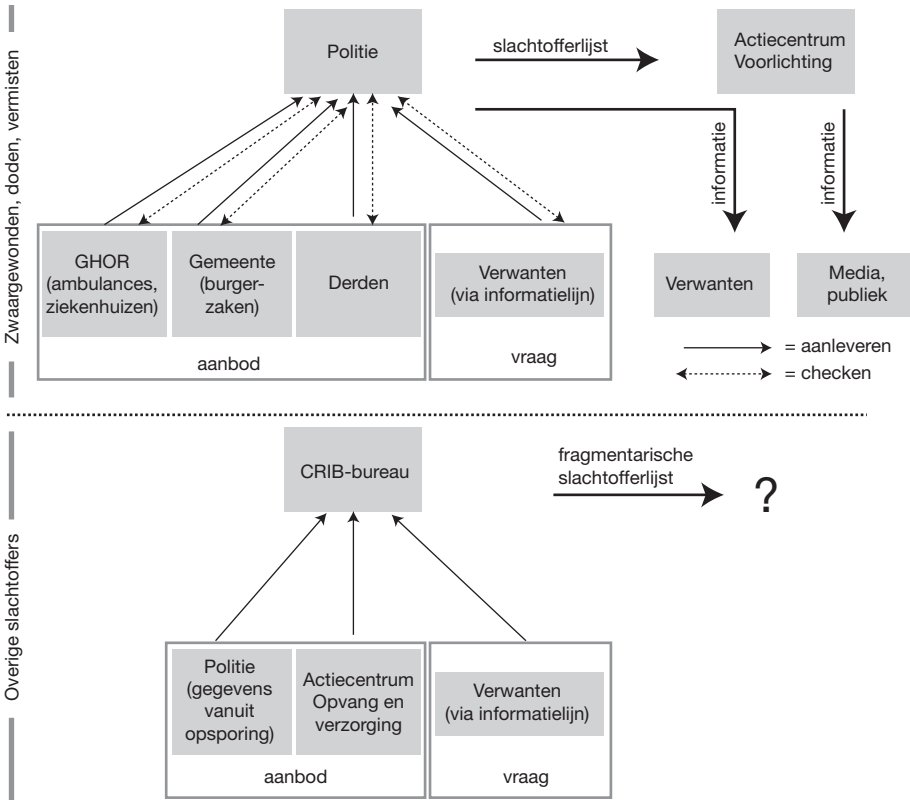 Zwaargewonden, doden, vermisten
Politie
slachtofferlijst
Actiecentrum
Voorlichting
informatie
informatie
GHOR
(ambulances,
ziekenhuizen)
Gemeente
(burger-
zaken)
Derden
Verwanten
(via informatielijn)
Verwanten
Media,
publiek
aanbod
vraag
= aanleveren
= checken
Overige slachtoffers
CRIB-bureau
fragmentarische
slachtofferlijst
?
Politie
(gegevens
vanuit
opsporing)
Actiecentrum
Opvang en
verzorging
Verwanten
(via informatielijn)
aanbod
vraag